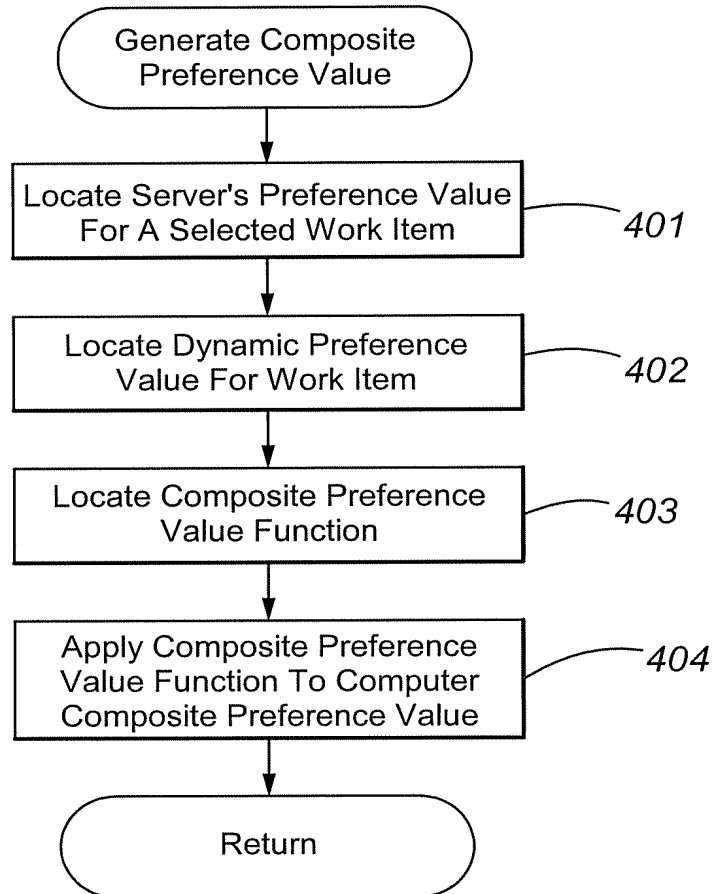 Generate Composite
Preference Value
Locate Server's Preference Value
For A Selected Work Item
401
Locate Dynamic Preference
Value For Work Item
402
Locate Composite Preference
Value Function
403
Apply Composite Preference
Value Function To Computer
Composite Preference Value
404
Return